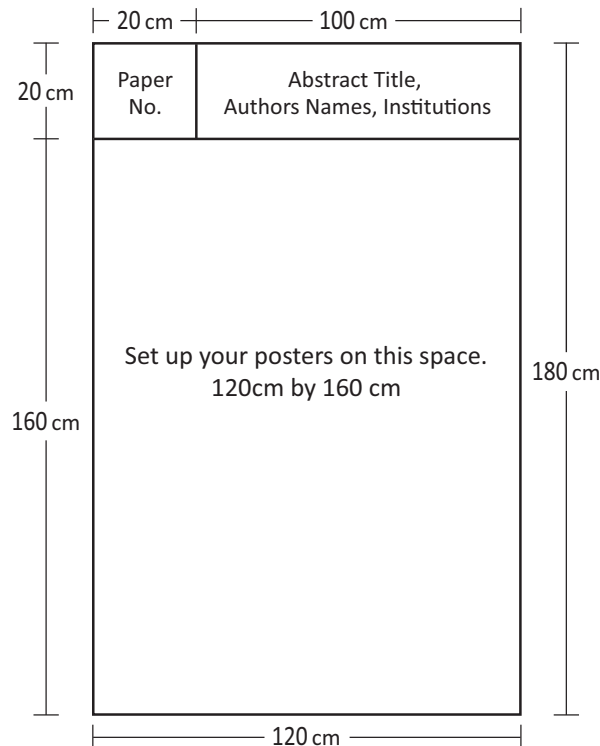 20 cm
100 cm
20 cm
Paper
No.
Abstract Title,
Authors Names, Institutions
Set up your posters on this space.
120cm by 160 cm
180 cm
160 cm
120 cm